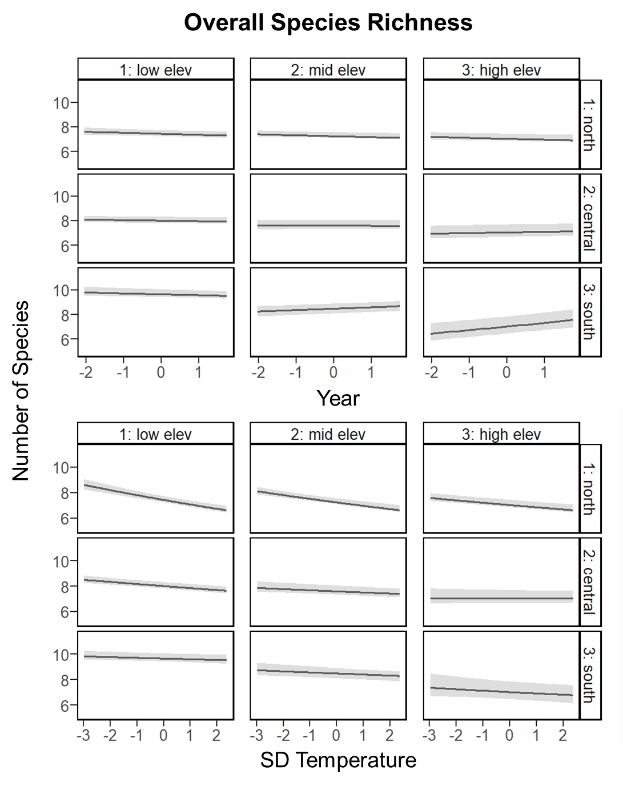 Overall Species Richness
1: low elev 2: mid elev 3: high elev
10
8
6
1: north
10
8
6
2: central
10
8
6
3: south
-2 -1 0 1 -2 -1 0 1 -2 -1 0 1
Year
Number of Species
1: low elev 2: mid elev 3: high elev
10
8
6
1: north
10
8
6
2: central
10
8
6
3: south
-3 -2 -1 0 1 2 -3 -2 -1 0 1 2 -3 -2 -1 0 1 2
SD Temperature